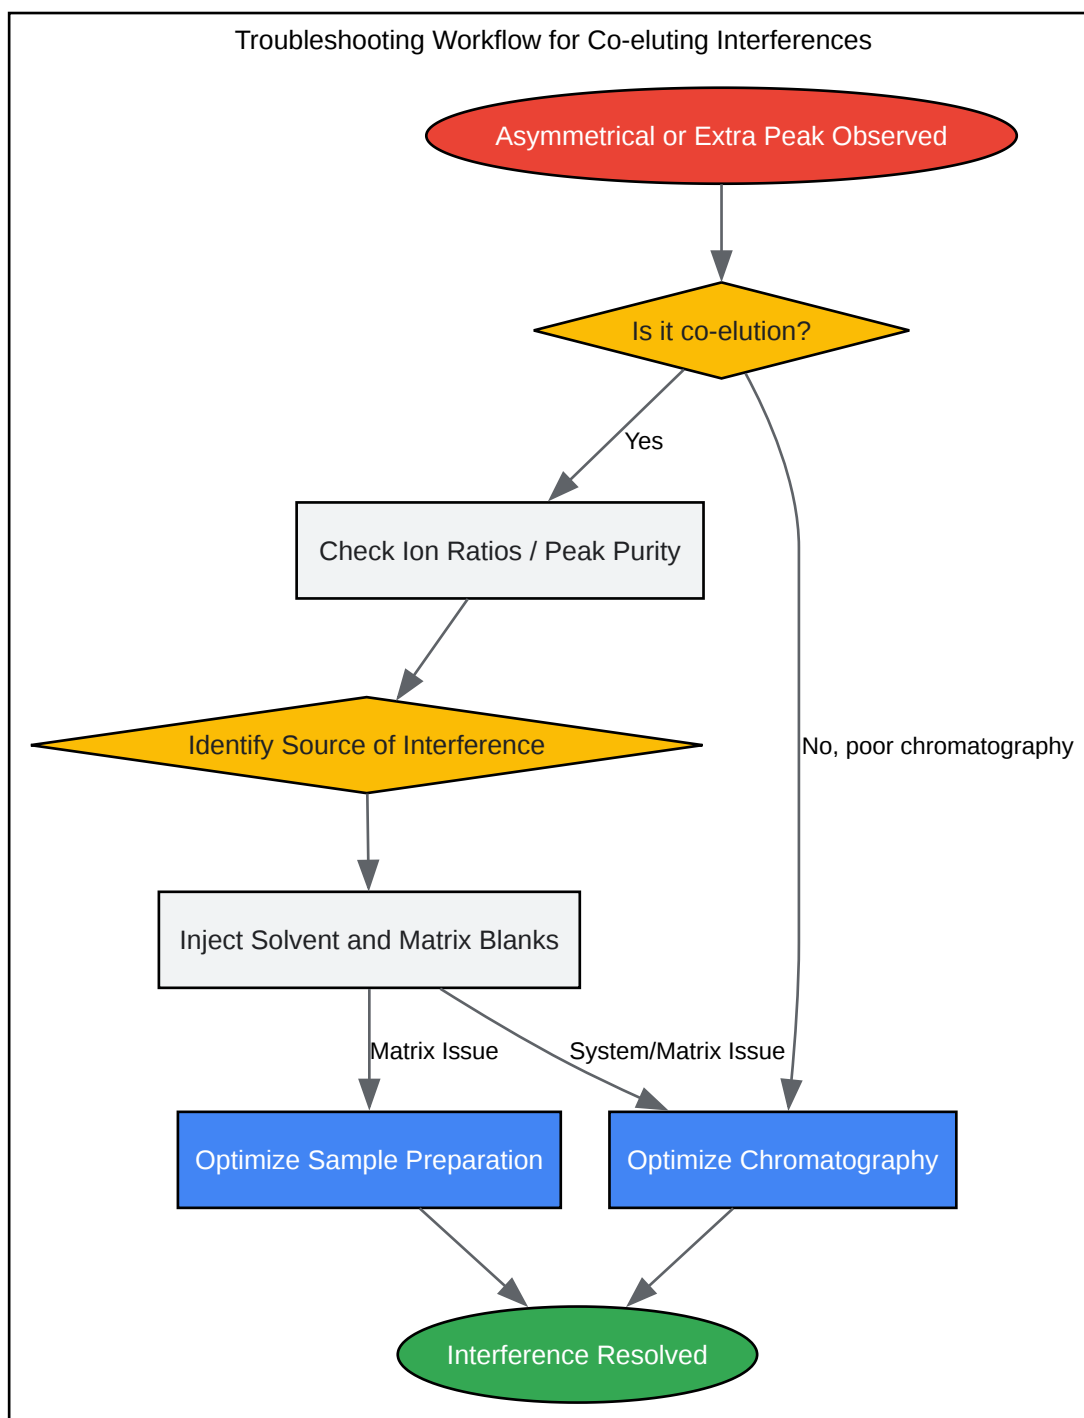 Troubleshooting Workflow for Co-eluting Interferences
Asymmetrical or Extra Peak Observed
Is it co-elution?
Yes
Check Ion Ratios / Peak Purity
Identify Source of Interference
No, poor chromatography
Inject Solvent and Matrix Blanks
Matrix Issue
System/Matrix Issue
Optimize Sample Preparation
Optimize Chromatography
Interference Resolved